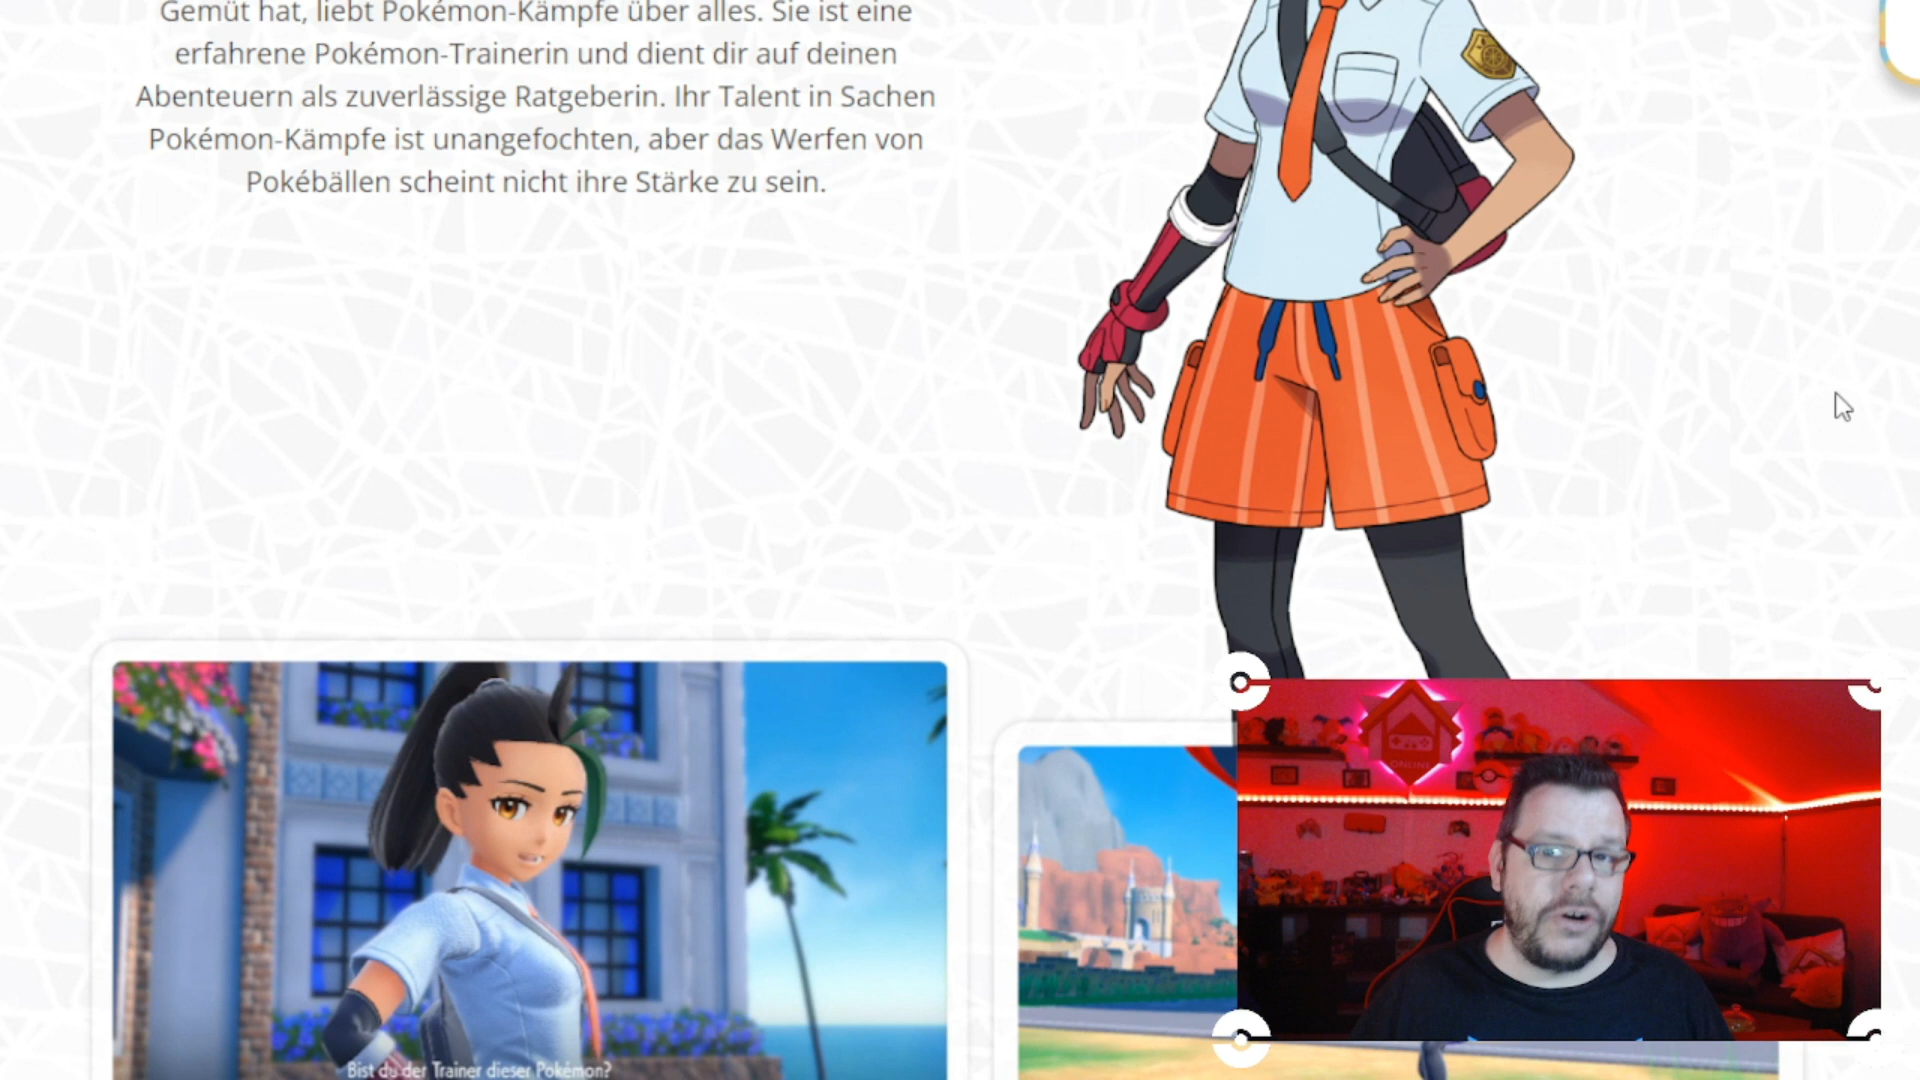 Gemüt hat, liebt Pokémon-Kämpfe über alles. Sie ist eine
erfahrene Pokémon-Trainerin und dient dir auf deinen
Abenteuern als zuverlässige Ratgeberin. Ihr Talent in Sachen
Pokémon-Kämpfe ist unangefochten, aber das Werfen von
Pokébällen scheint nicht ihre Stärke zu sein.
ONLINE
Bist du der Trainer dieser Pokémon?